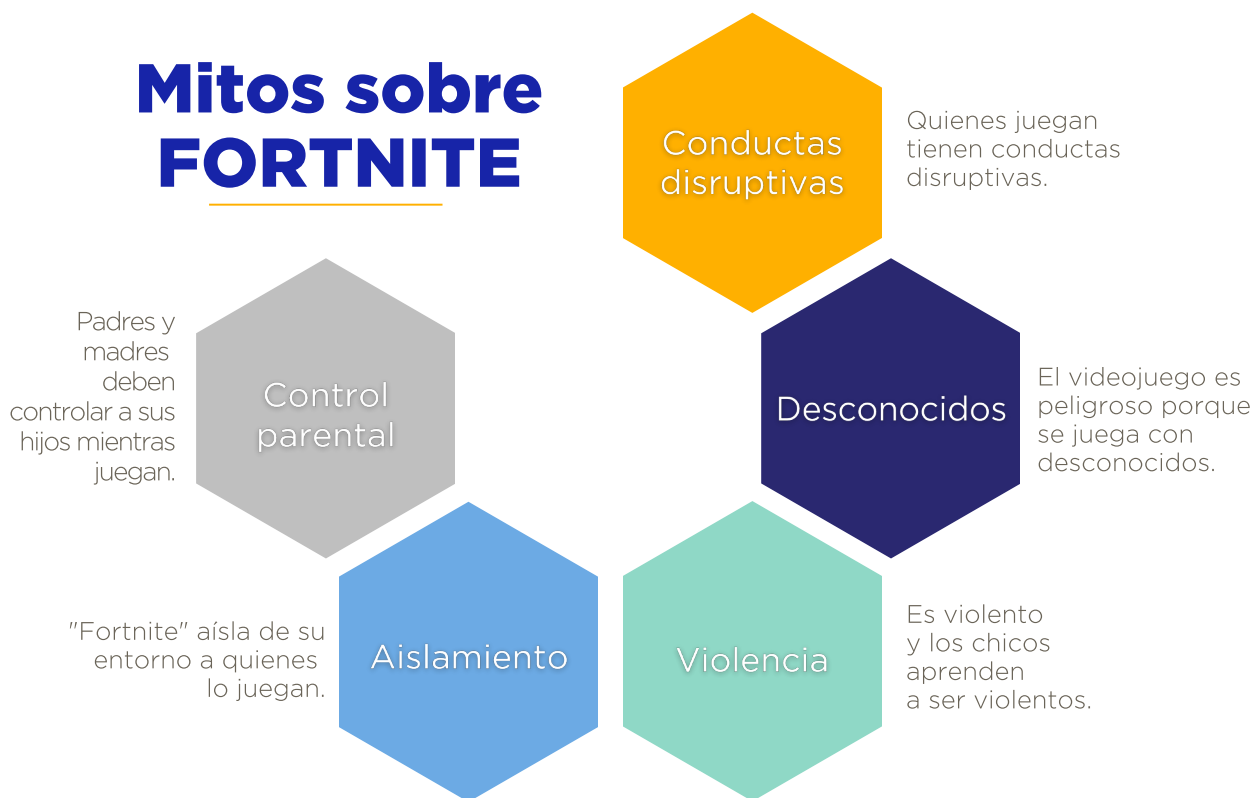 Mitos sobre
FORTNITE
Conductas
disruptivas
Quienes juegan
tienen conductas
disruptivas.
Desconocidos
El videojuego es
peligroso porque
se juega con
desconocidos.
Violencia
Es violento
y los chicos
aprenden
a ser violentos.
Aislamiento
"Fortnite" aísla de su
entorno a quienes
lo juegan.
Control
parental
Padres y
madres
deben
controlar a sus
hijos mientras
juegan.